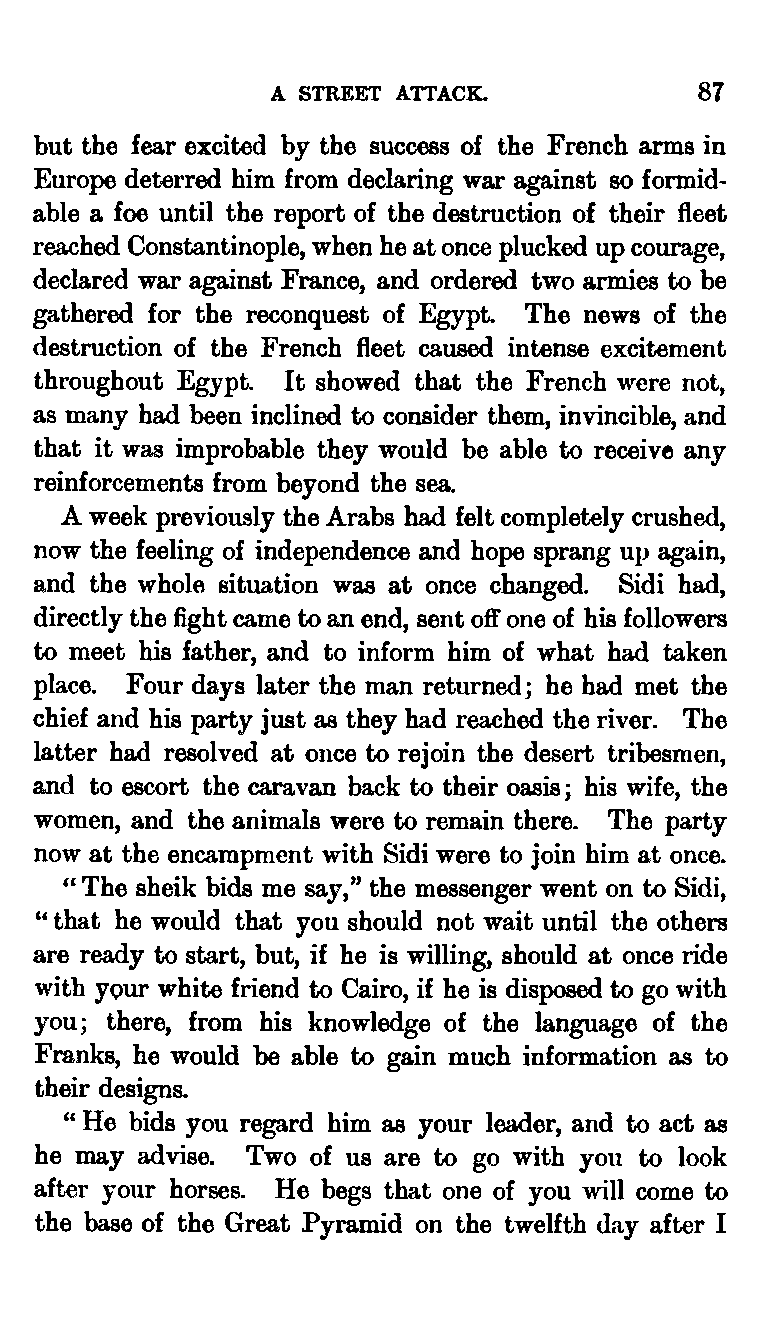 A STREET ATTACK. 87
but the fear excited by the success of the French arms in
Europe deterred him from declaring war against so formid-
able a foe until the report of the destruction of their fleet
reached Constantinople, when he at once plucked up courage,
declared war against France, and ordered two armies to be
gathered for the reconquest of Egypt. The news of the
destruction of the French fleet caused intense excitement
throughout Egypt. It showed that the French were not,
as many had been inclined to consider them, invincible, and
that it was improbable they would be able to receive any
reinforcements from beyond the sea.
A week previously the Arabs had felt completely crushed,
now the feeling of independence and hope sprang up again,
and the whole situation was at once changed. Sidi had,
directly the fight came to an end, sent off one of his followers
to meet his father, and to inform him of what had taken
place. Four days later the man returned; he had met the
chief and his party just as they had reached the river. The
latter had resolved at once to rejoin the desert tribesmen,
and to escort the caravan back to their oasis; his wife, the
women, and the animals were to remain there. The party
now at the encampment with Sidi were to join him at once.
"The sheik bids me say," the messenger went on to Sidi,
"that he would that you should not wait until the others
are ready to start, but, if he is willing, should at once ride
with your white friend to Cairo, if he is disposed to go with
you; there, from his knowledge of the language of the
Franks, he would be able to gain much information as to
their designs.
"He bids you regard him as your leader, and to act as
he may advise. Two of us are to go with you to look
after your horses. He begs that one of you will come to
the base of the Great Pyramid on the twelfth day after I